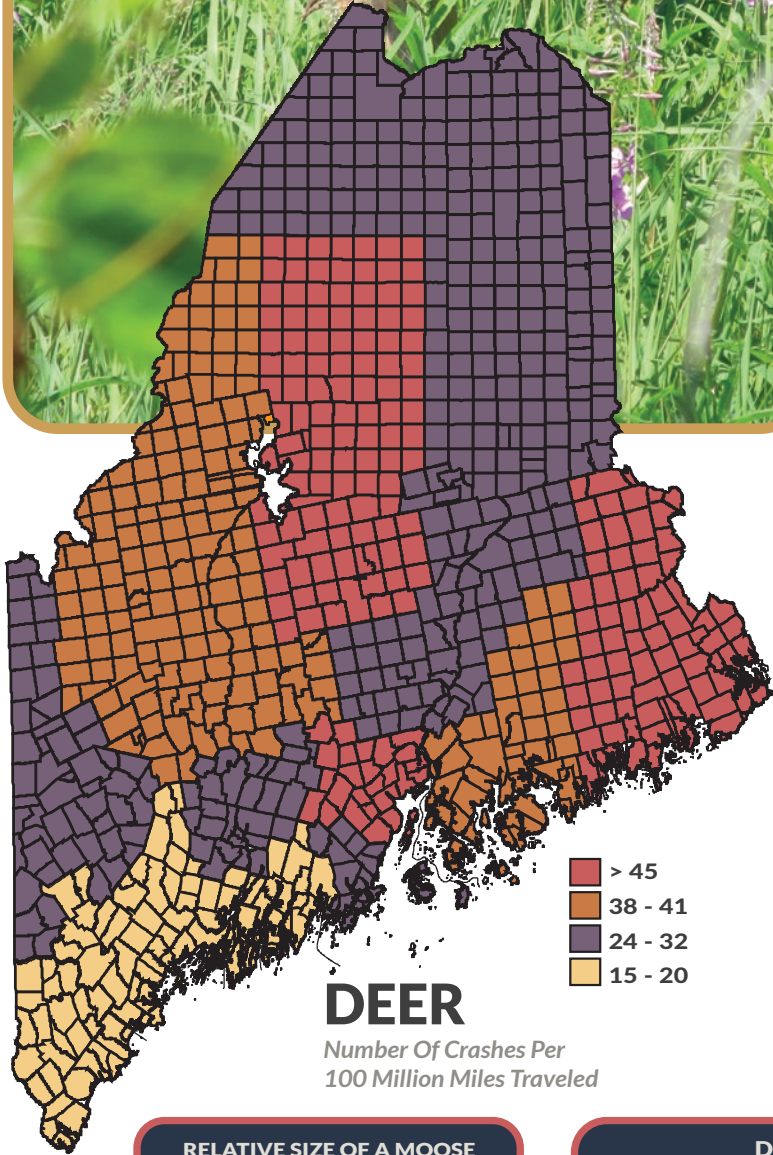 > 45
38 - 41
24 - 32
15 - 20
DEER
Number Of Crashes Per
100 Million Miles Traveled
RELATIVE SIZE OF A MOOSE
D